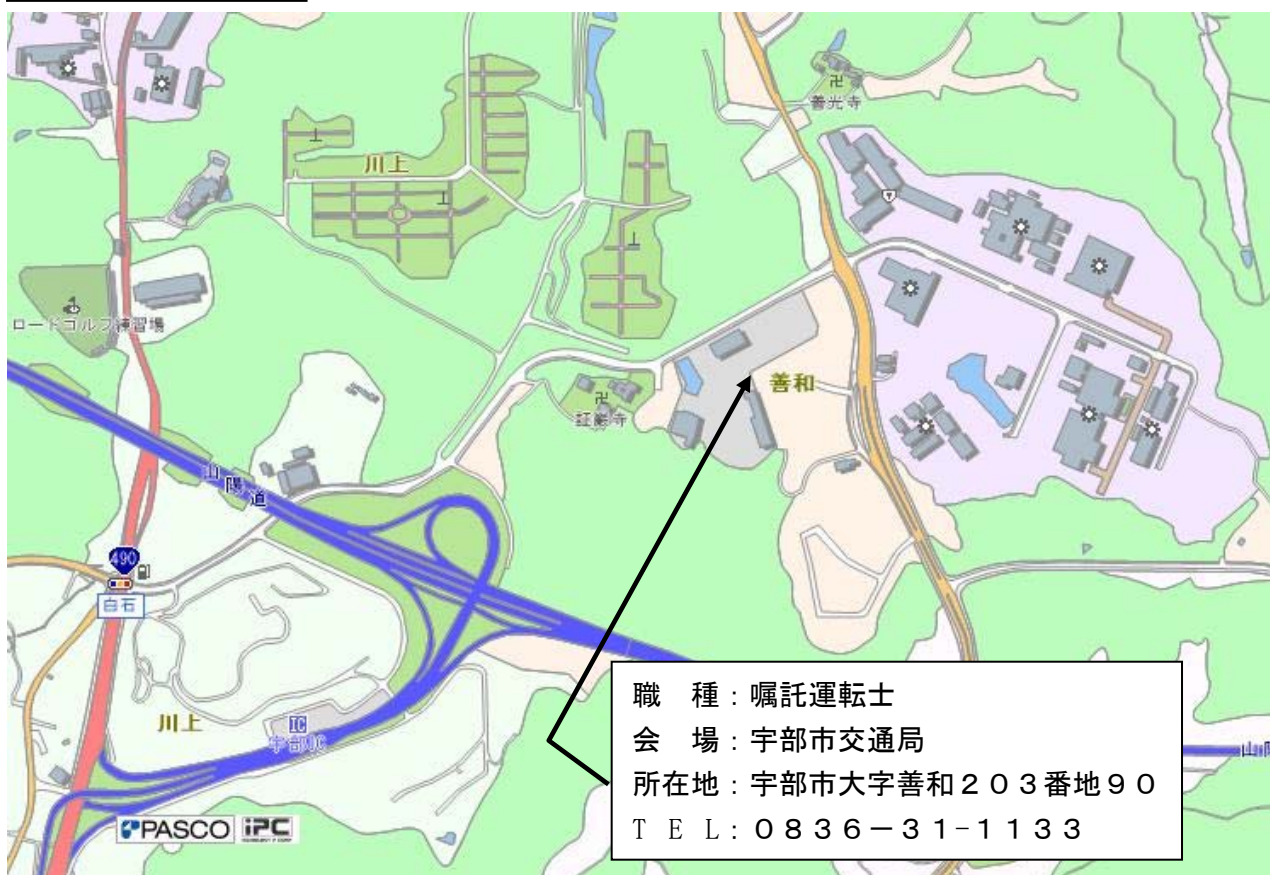 善光寺
川上
ロードゴルフ練習場
善和
証巌寺
山陽道
490
白石
川上
IC
宇部IC
職　種：嘱託運転士
会　場：宇部市交通局
所在地：宇部市大字善和２０３番地９０
ＴＥＬ：０８３６－３１-１１３３
PASCO iPC